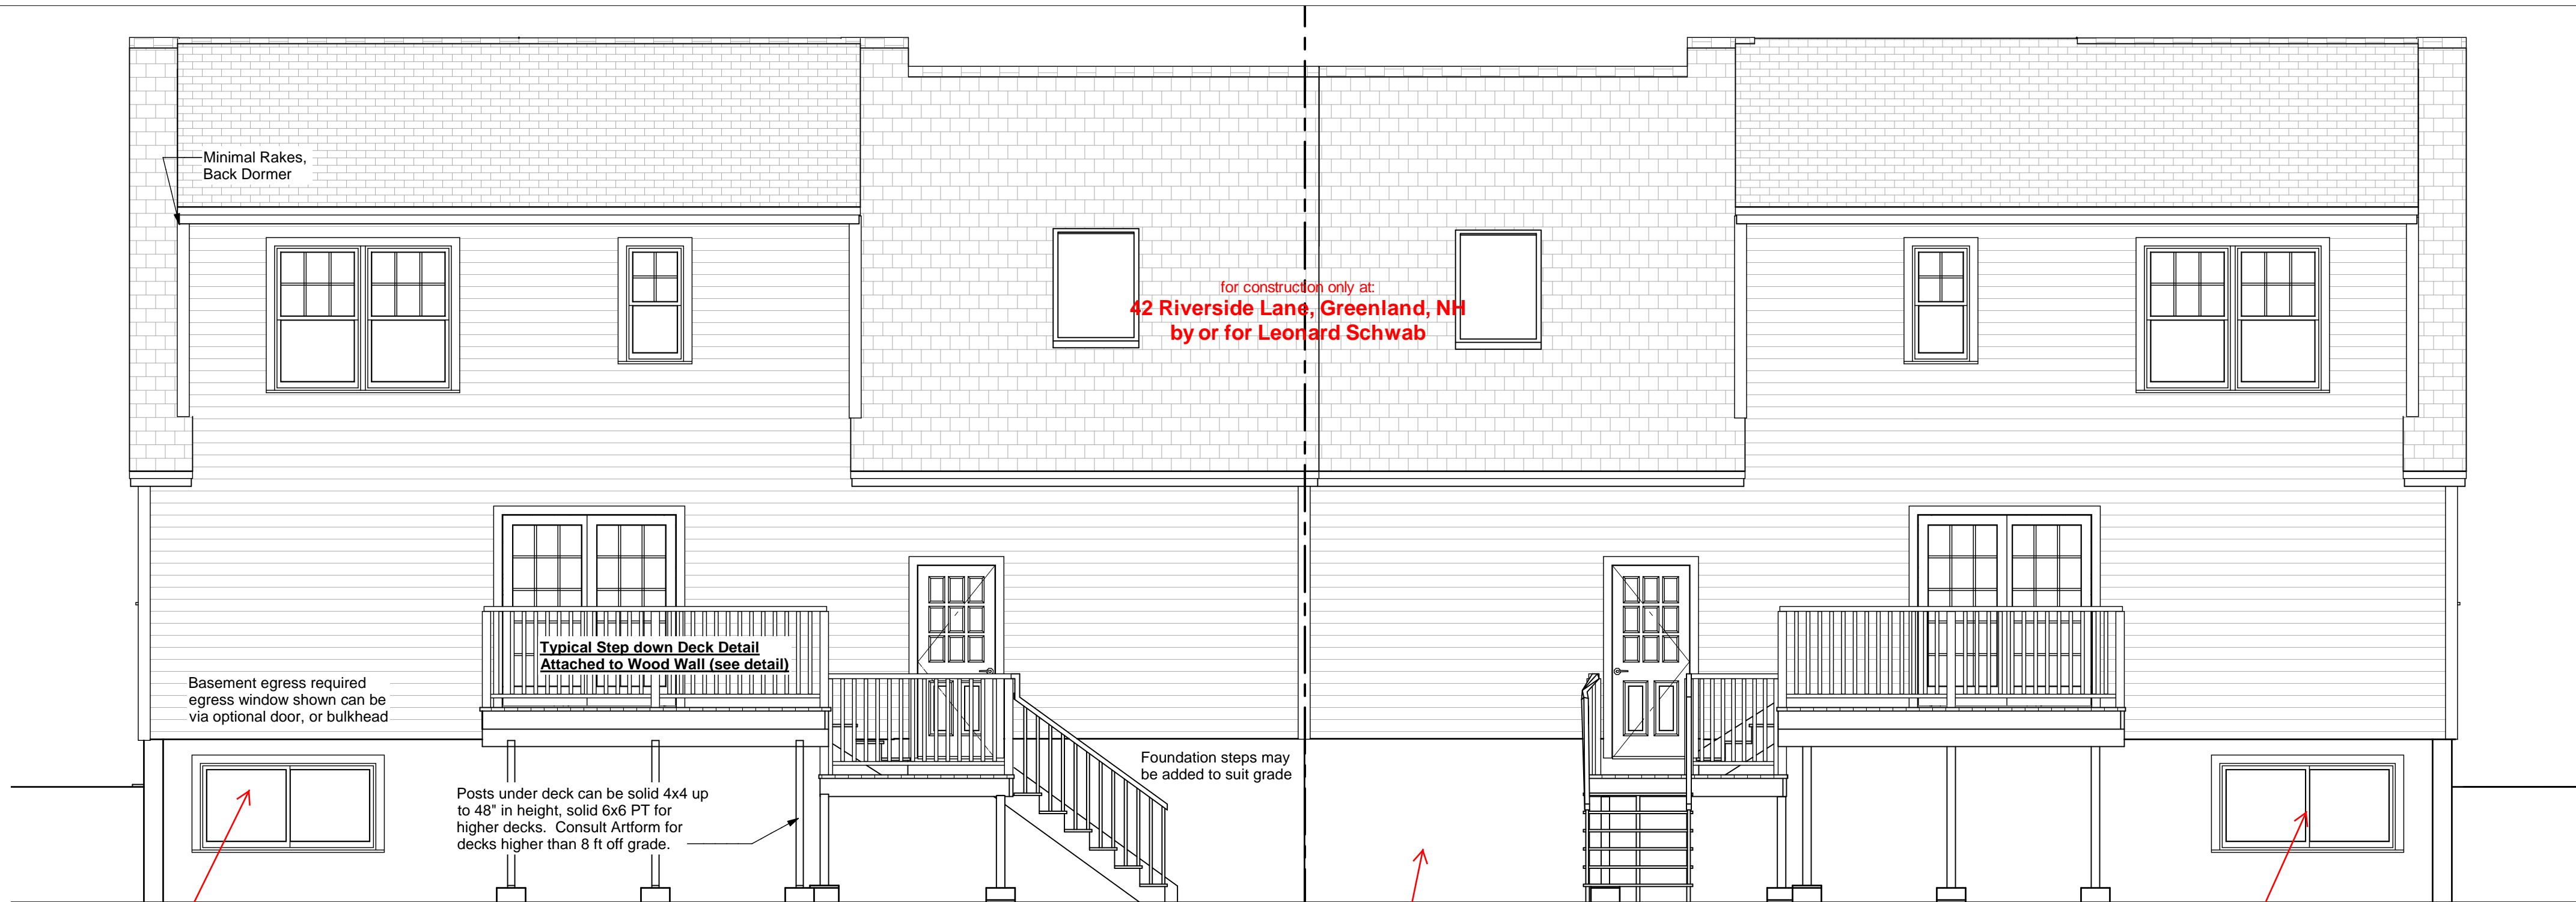 Minimal Rakes,
Back Dormer
for construction only at:
42 Riverside Lane, Greenland, NH
by or for Leonard Schwab
Typical Step down Deck Detail
Attached to Wood Wall (see detail)
Basement egress required
egress window shown can be
via optional door, or bulkhead
Foundation steps may
be added to suit grade
Posts under deck can be solid 4x4 up
to 48" in height, solid 6x6 PT for
higher decks. Consult Artform for
decks higher than 8 ft off grade.